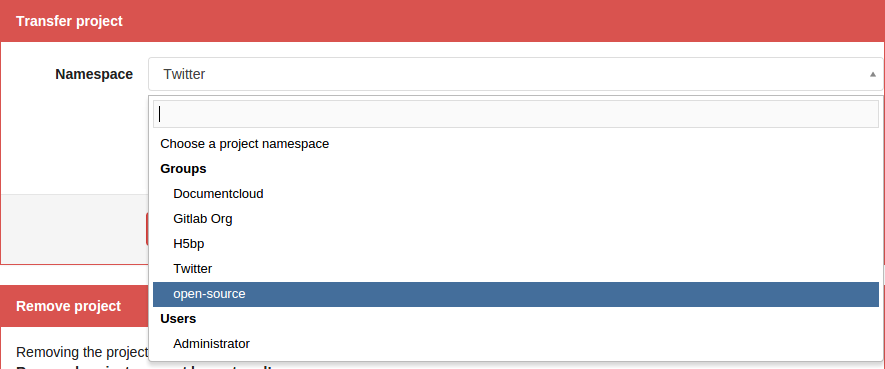 Transfer project
Namespace
Twitter
Choose a project namespace
Groups
Documentcloud
Gitlab Org
H5bp
Twitter
open-source
Users
Administrator
Remove project
Removing the project